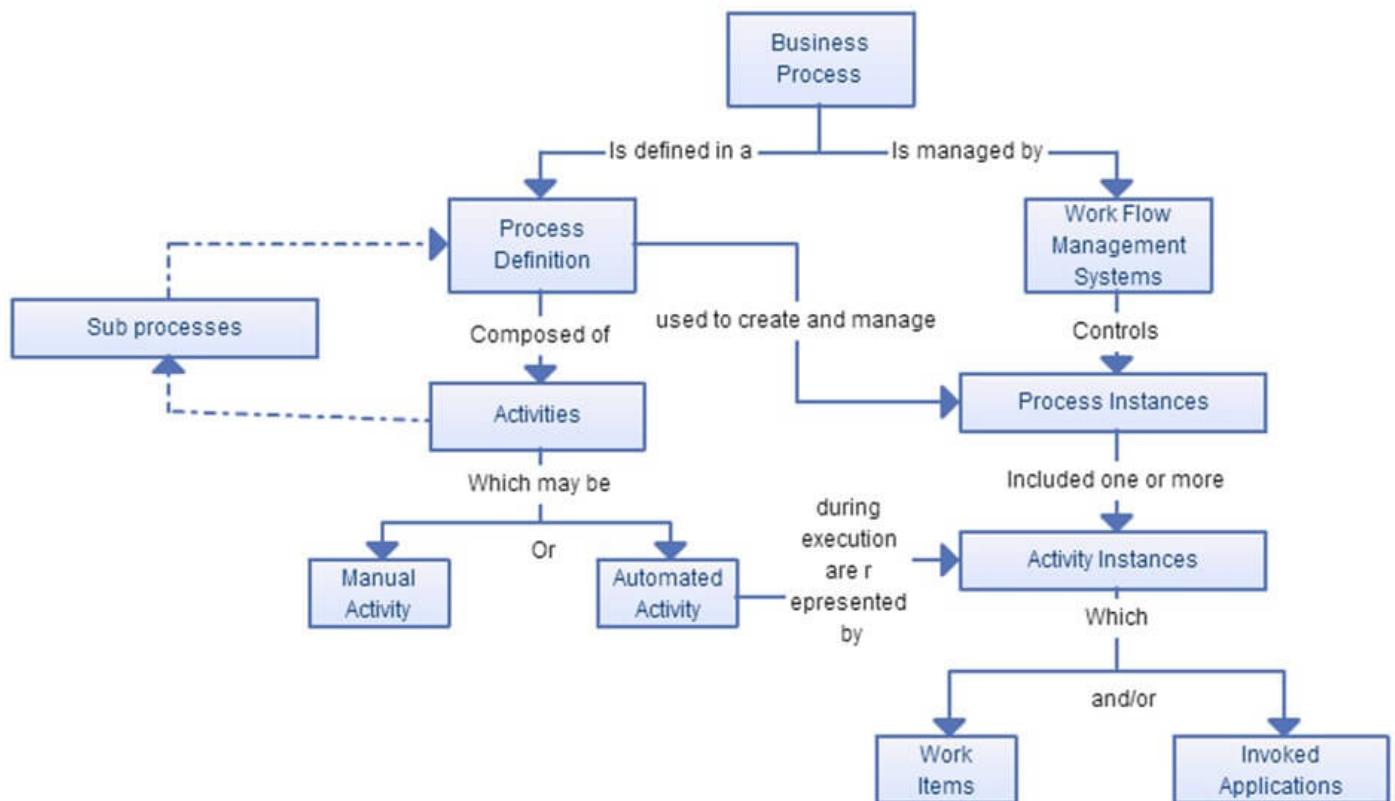 Business
Process
Is defined in a
Is managed by
Process
Definition
Work Flow
Management
Systems
Sub processes
used to create and manage
Composed of
Controls
Activities
Process Instances
Which may be
Included one or more
Or
during
execution
are r
epresented
by
Manual
Activity
Automated
Activity
Activity Instances
Which
and/or
Work
Items
Invoked
Applications